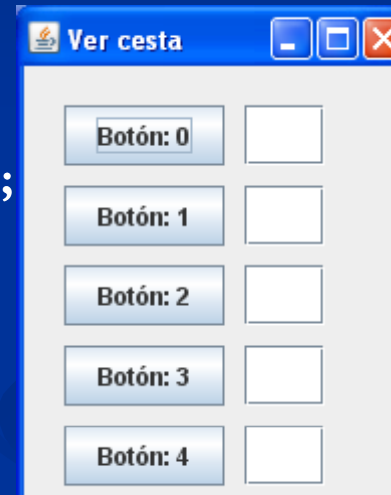 Ver cesta
;
Botón: 0
Botón: 1
Botón: 2
Botón: 3
Botón: 4